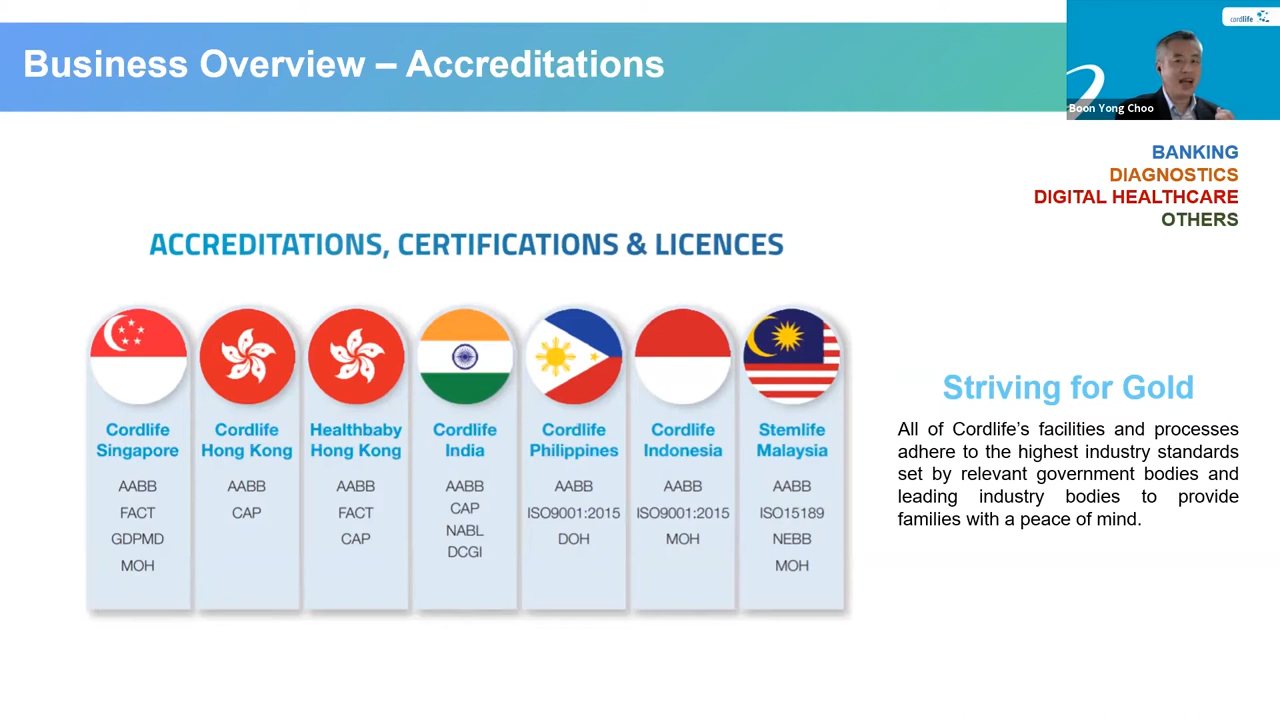 Business Overview – Accreditations
cordlife
Boon Yong Choo
BANKING
DIAGNOSTICS
DIGITAL HEALTHCARE
OTHERS
ACCREDITATIONS, CERTIFICATIONS & LICENCES
Cordlife
Singapore
AABB
FACT
GDPMD
MOH
Cordlife
Hong Kong
AABB
CAP
Healthbaby
Hong Kong
AABB
FACT
CAP
Cordlife
India
AABB
CAP
NABL
DCGI
Cordlife
Philippines
AABB
ISO9001:2015
DOH
Cordlife
Indonesia
AABB
ISO9001:2015
MOH
Stemlife
Malaysia
AABB
ISO15189
NEBB
MOH
Striving for Gold
All of Cordlife’s facilities and processes
adhere to the highest industry standards
set by relevant government bodies and
leading industry bodies to provide
families with a peace of mind.